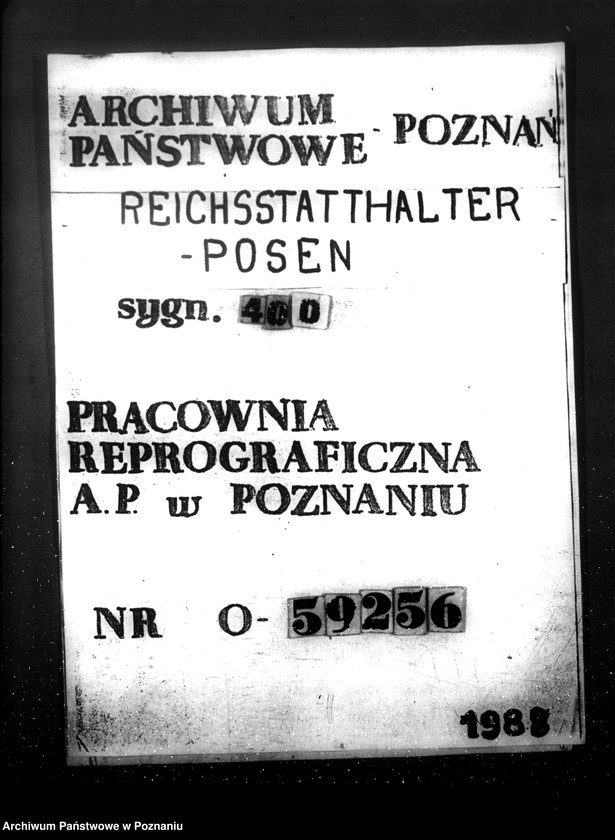 ARCHIWUM
PAŃSTWOWE - POZNAŃ
REICHSSTATTHALTER
-POSEN
sygn. 400
PRACOWNIA
REPROGRAFICZNA
A.P. w POZNANIU
NR O-59256
1988
Archiwum Państwowe w Poznaniu